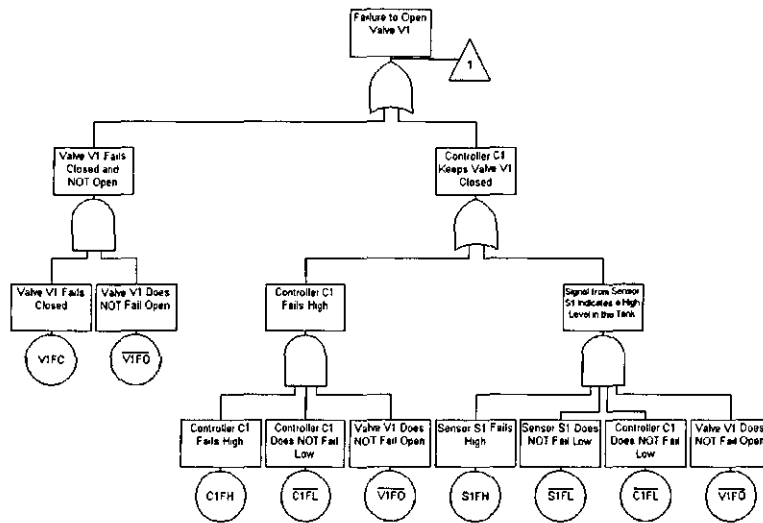 Failure to Open
Valve V1
1
Valve V1 Fails
Closed and
NOT Open
Controller C1
Keeps Valve V1
Closed
Valve V1 Fails
Closed
Valve V1 Does
NOT Fail Open
Controller C1
Fails High
Signal from Sensor
S1 Indicates a High
Level in the Tank
V1FC
V1FO
Controller C1
Fails High
Controller C1
Does NOT Fail
Low
Valve V1 Does
NOT Fail Open
Sensor S1 Fails
High
Sensor S1 Does
NOT Fail Low
Controller C1
Does NOT Fail
Low
Valve V1 Does
NOT Fail Open
C1FH
C1FL
V1FO
S1FH
S1FL
C1FL
V1FO